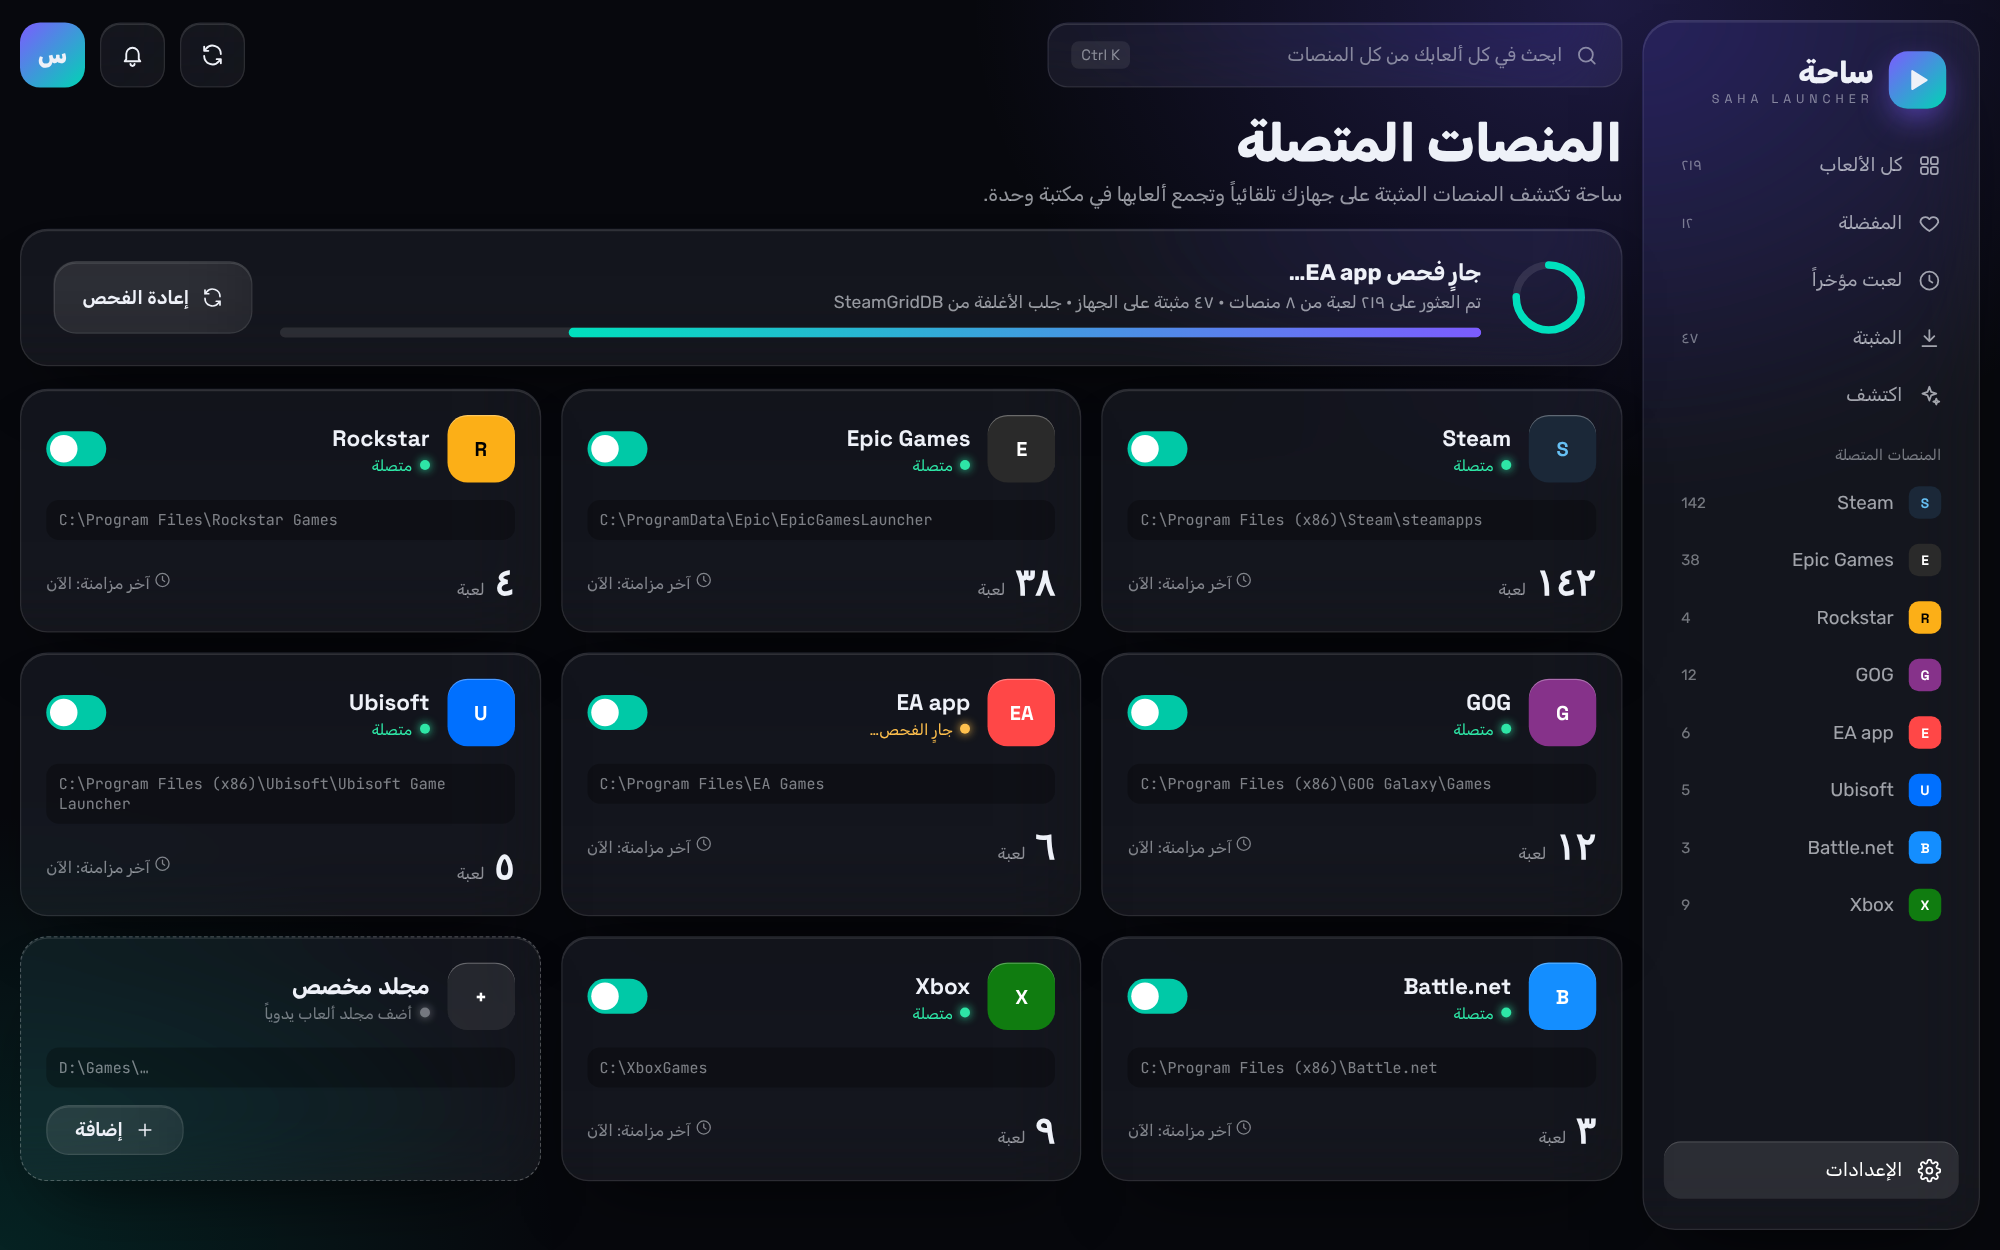 ساحة
SAHA LAUNCHER
كل الألعاب ٢١٩
المفضلة ١٢
لعبت مؤخراً
المثبتة ٤٧
اكتشف
المنصات المتصلة
S Steam 142
E Epic Games 38
R Rockstar 4
G GOG 12
E EA app 6
U Ubisoft 5
B Battle.net 3
X Xbox 9
الإعدادات
ابحث في كل ألعابك من كل المنصات Ctrl K
س
المنصات المتصلة
ساحة تكتشف المنصات المثبتة على جهازك تلقائياً وتجمع ألعابها في مكتبة وحدة.
جارٍ فحص EA app...
تم العثور على ٢١٩ لعبة من ٨ منصات • ٤٧ مثبتة على الجهاز • جلب الأغلفة من SteamGridDB
إعادة الفحص
S Steam
متصلة
C:\Program Files (x86)\Steam\steamapps
١٤٢ لعبة آخر مزامنة: الآن
E Epic Games
متصلة
C:\ProgramData\Epic\EpicGamesLauncher
٣٨ لعبة آخر مزامنة: الآن
R Rockstar
متصلة
C:\Program Files\Rockstar Games
٤ لعبة آخر مزامنة: الآن
G GOG
متصلة
C:\Program Files (x86)\GOG Galaxy\Games
١٢ لعبة آخر مزامنة: الآن
EA EA app
جارٍ الفحص...
C:\Program Files\EA Games
٦ لعبة آخر مزامنة: الآن
U Ubisoft
متصلة
C:\Program Files (x86)\Ubisoft\Ubisoft Game
Launcher
٥ لعبة آخر مزامنة: الآن
B Battle.net
متصلة
C:\Program Files (x86)\Battle.net
٣ لعبة آخر مزامنة: الآن
X Xbox
متصلة
C:\XboxGames
٩ لعبة آخر مزامنة: الآن
+ مجلد مخصص
أضف مجلد ألعاب يدوياً
D:\Games\…
+ إضافة